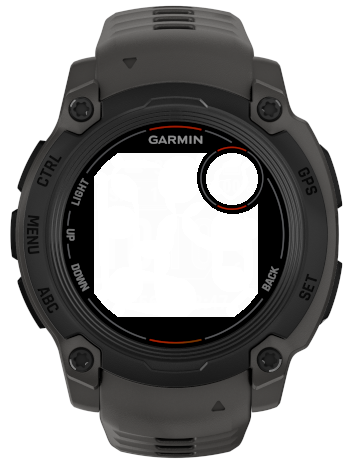 GARMIN
CTRL
LIGHT
GPS
MENU
UP
DOWN
ABC
BACK
SET